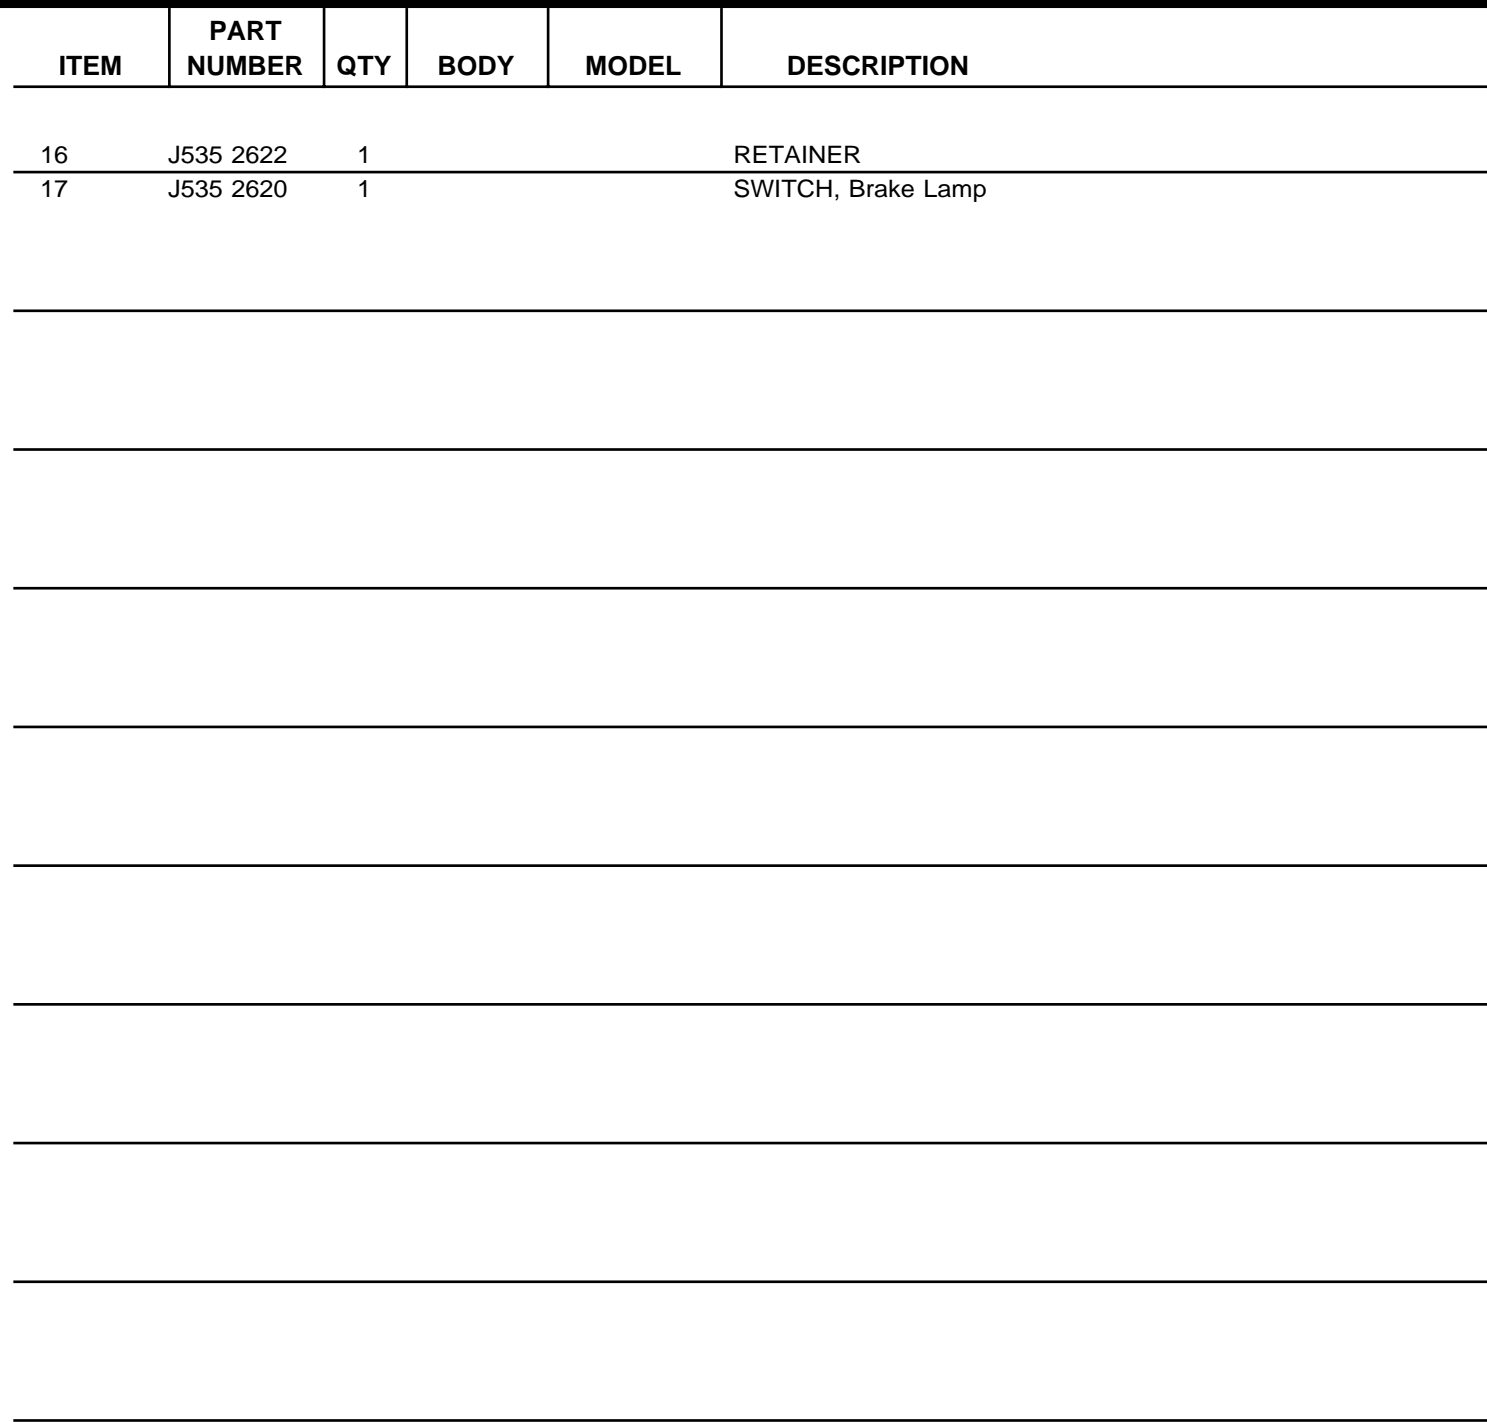 PART
ITEM NUMBER QTY BODY MODEL DESCRIPTION
16 J535 2622 1 RETAINER
17 J535 2620 1 SWITCH, Brake Lamp